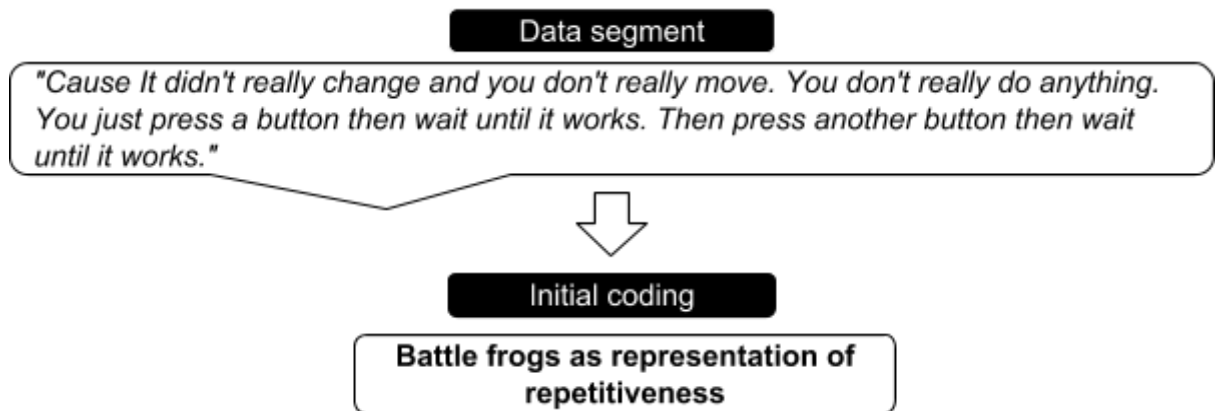 Data segment
"Cause It didn't really change and you don't really move. You don't really do anything.
You just press a button then wait until it works. Then press another button then wait
until it works."
Initial coding
Battle frogs as representation of
repetitiveness